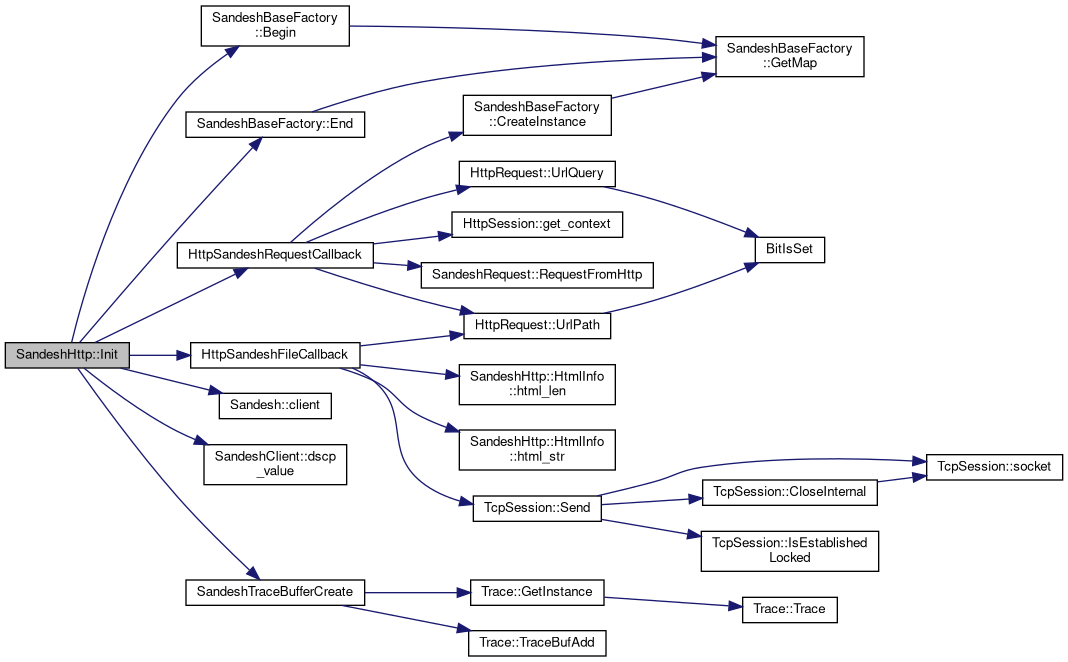 SandeshBaseFactory
::Begin
SandeshBaseFactory
::GetMap
SandeshBaseFactory
::CreateInstance
SandeshBaseFactory::End
HttpRequest::UrlQuery
HttpSession::get_context
BitIsSet
HttpSandeshRequestCallback
SandeshRequest::RequestFromHttp
HttpRequest::UrlPath
SandeshHttp::Init
HttpSandeshFileCallback
SandeshHttp::HtmlInfo
::html_len
Sandesh::client
SandeshHttp::HtmlInfo
::html_str
SandeshClient::dscp
_value
TcpSession::socket
TcpSession::CloseInternal
TcpSession::Send
TcpSession::IsEstablished
Locked
SandeshTraceBufferCreate
Trace::GetInstance
Trace::Trace
Trace::TraceBufAdd